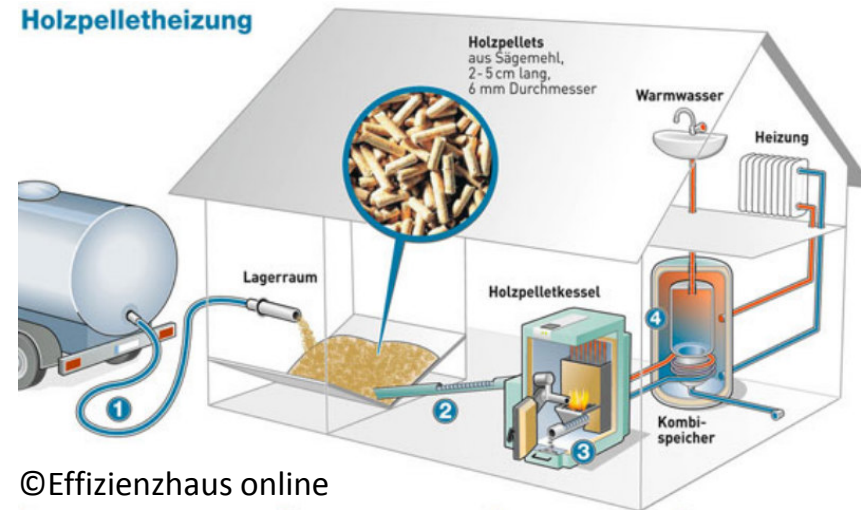 Holzpelletheizung
Holzpellets
aus Sägemehl,
2-5 cm lang,
6 mm Durchmesser
Warmwasser
Heizung
Lagerraum
Holzpelletkessel
4
1
2
3
Kombi-
speicher
©Effizienzhaus online